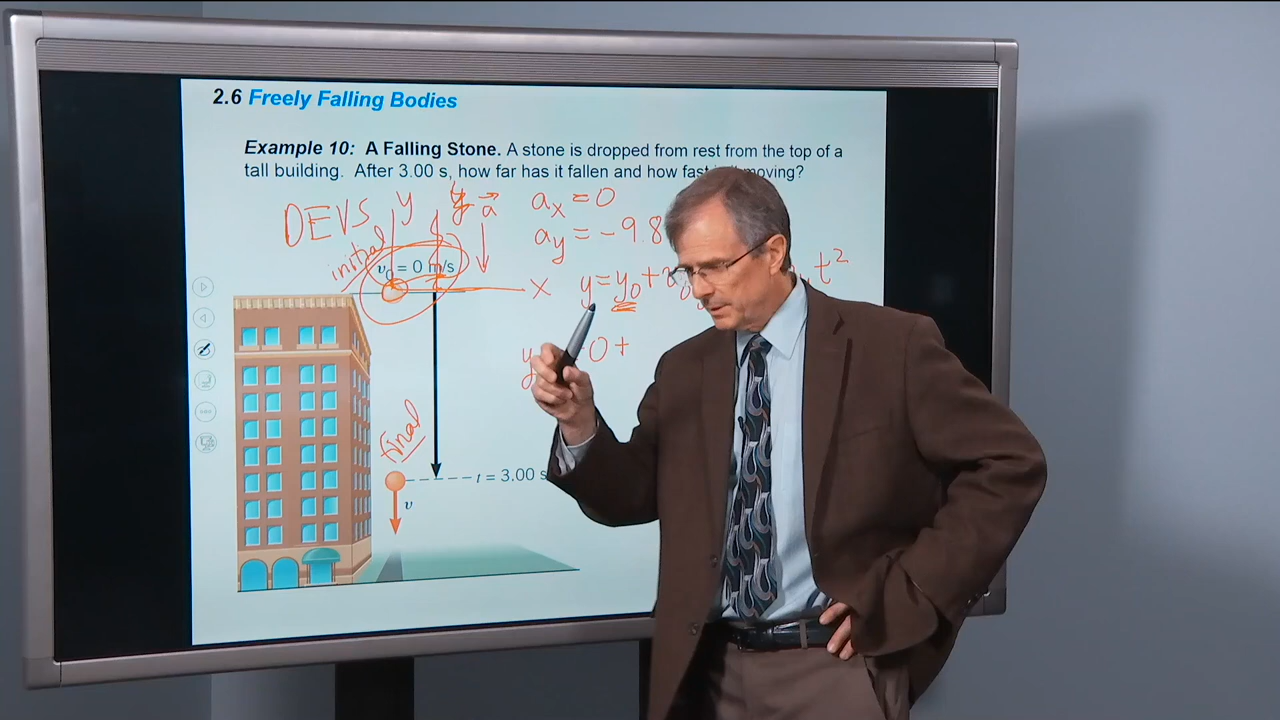 2.6 Freely Falling Bodies
Example 10: A Falling Stone. A stone is dropped from rest from the top of a
tall building. After 3.00 s, how far has it fallen and how fast moving?
DEVS y y a aₓ = 0
a_y = -9.8
initial
v₀ = 0 m/s
x y = y₀ + t²
y 0 +
final
t = 3.00 s
v